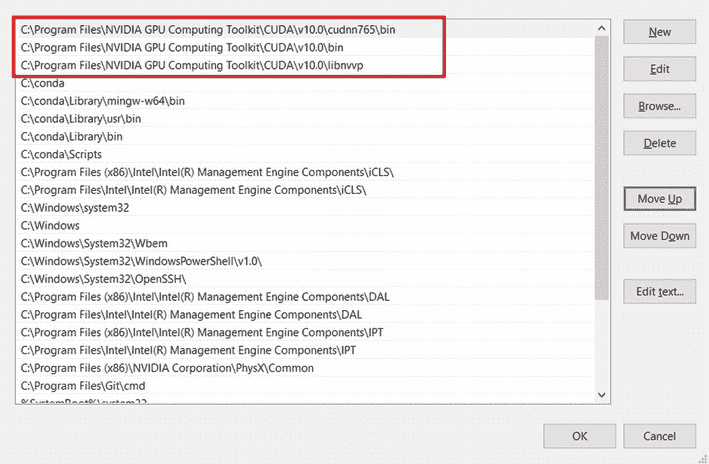 C:\Program Files\NVIDIA GPU Computing Toolkit\CUDA\v10.0\cudnn765\bin
C:\Program Files\NVIDIA GPU Computing Toolkit\CUDA\v10.0\bin
C:\Program Files\NVIDIA GPU Computing Toolkit\CUDA\v10.0\libnvvp
C:\conda
C:\conda\Library\mingw-w64\bin
C:\conda\Library\usr\bin
C:\conda\Library\bin
C:\conda\Scripts
C:\Program Files (x86)\Intel\Intel(R) Management Engine Components\iCLS\
C:\Program Files\Intel\Intel(R) Management Engine Components\iCLS\
C:\Windows\system32
C:\Windows
C:\Windows\System32\Wbem
C:\Windows\System32\WindowsPowerShell\v1.0\
C:\Windows\System32\OpenSSH\
C:\Program Files (x86)\Intel\Intel(R) Management Engine Components\DAL
C:\Program Files\Intel\Intel(R) Management Engine Components\DAL
C:\Program Files (x86)\Intel\Intel(R) Management Engine Components\IPT
C:\Program Files\Intel\Intel(R) Management Engine Components\IPT
C:\Program Files (x86)\NVIDIA Corporation\PhysX\Common
C:\Program Files\Git\cmd
%SystemRoot%\system32
New
Edit
Browse...
Delete
Move Up
Move Down
Edit text...
OK
Cancel